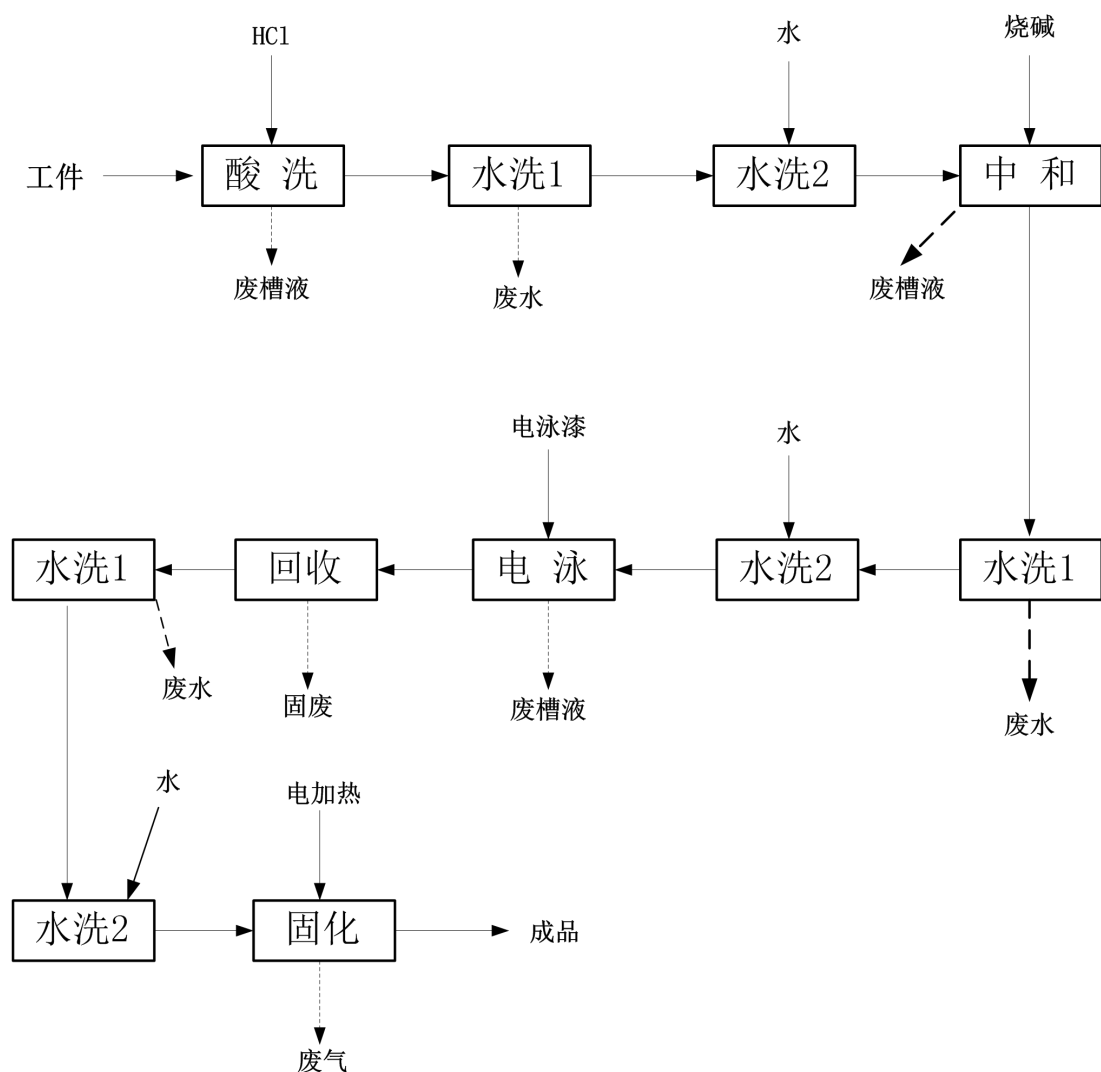 HCl
水
烧碱
工件
酸 洗
水洗1
水洗2
中 和
废槽液
废水
废槽液
电泳漆
水
水洗1
回收
电 泳
水洗2
水洗1
废水
固废
废槽液
废水
水
电加热
水洗2
固化
成品
废气